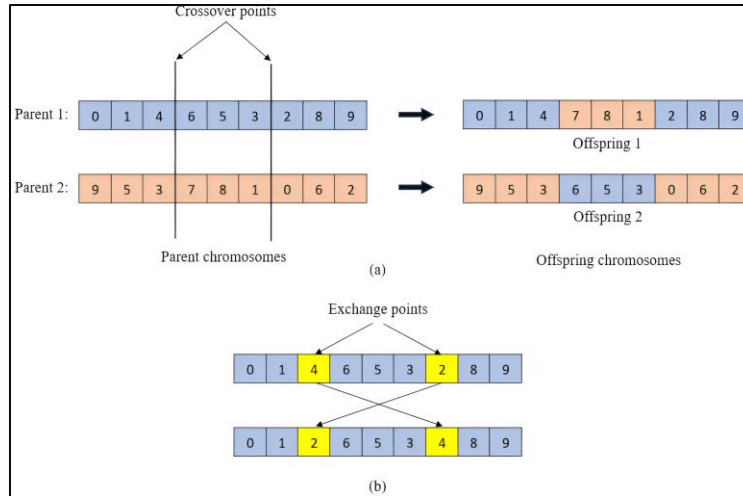 Crossover points
Parent 1: 0 1 4 6 5 3 2 8 9 0 1 4 7 8 1 2 8 9
Offspring 1
Parent 2: 9 5 3 7 8 1 0 6 2 9 5 3 6 5 3 0 6 2
Offspring 2
Parent chromosomes Offspring chromosomes
(a)
Exchange points
0 1 4 6 5 3 2 8 9
0 1 2 6 5 3 4 8 9
(b)